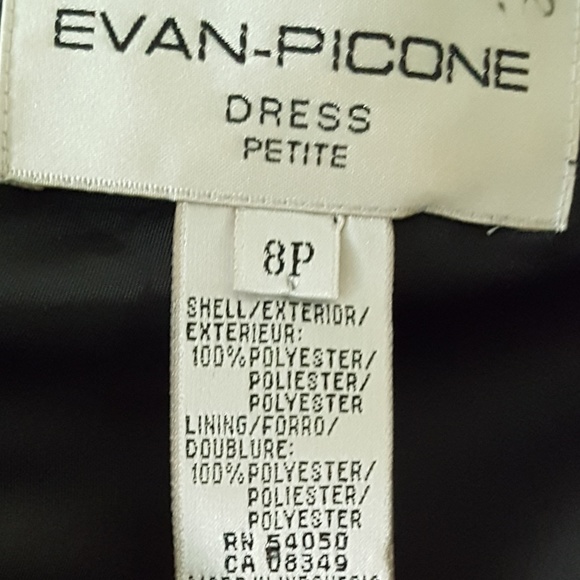 EVAN-PICONE
DRESS
PETITE
8P
SHELL/EXTERIOR/
EXTERIEUR:
100%POLYESTER/
POLIESTER/
POLYESTER
LINING/FORRO/
DOUBLURE:
100%POLYESTER/
POLIESTER/
POLYESTER
RN 54050
CA 08349